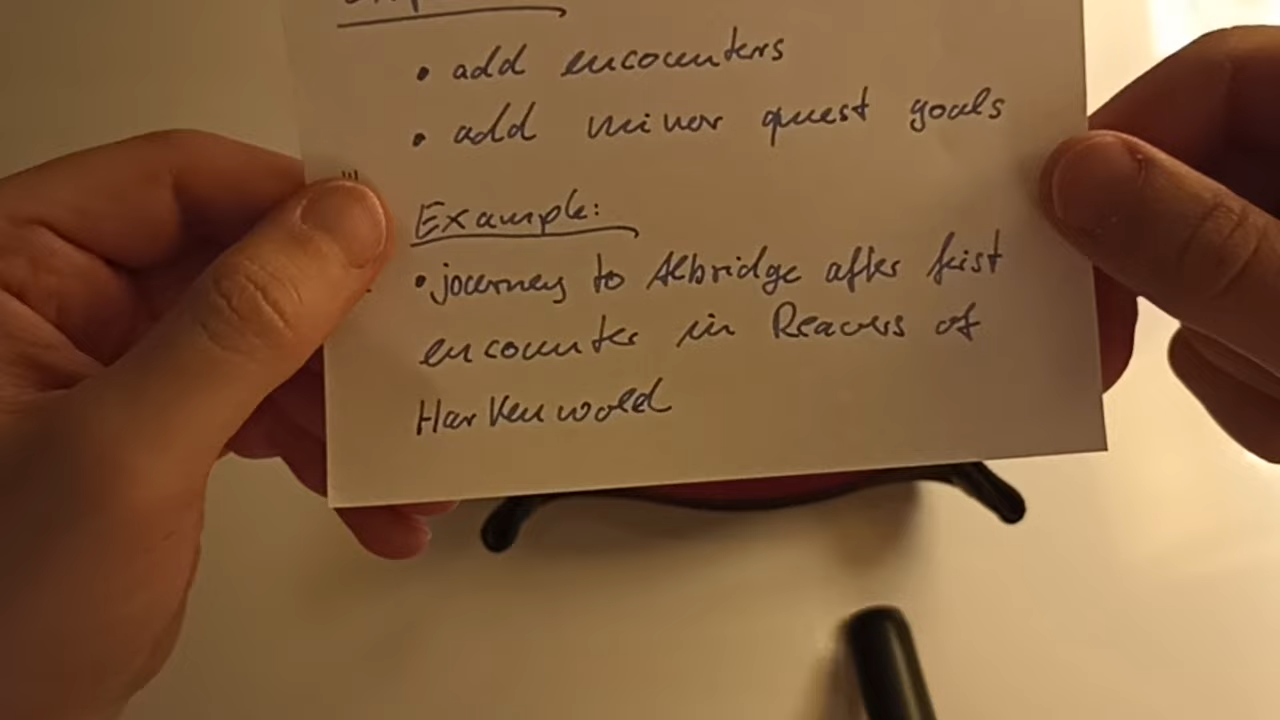 • add encounters
• add minor quest goals
Example:
• journey to Albridge after first
encounter in Reavers of
Harkenwold